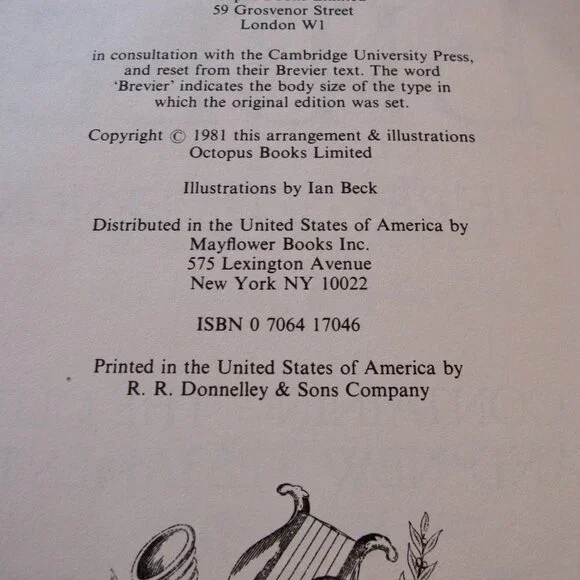 59 Grosvenor Street
London W1
in consultation with the Cambridge University Press,
and reset from their Brevier text. The word
‘Brevier’ indicates the body size of the type in
which the original edition was set.
Copyright © 1981 this arrangement & illustrations
Octopus Books Limited
Illustrations by Ian Beck
Distributed in the United States of America by
Mayflower Books Inc.
575 Lexington Avenue
New York NY 10022
ISBN 0 7064 17046
Printed in the United States of America by
R. R. Donnelley & Sons Company